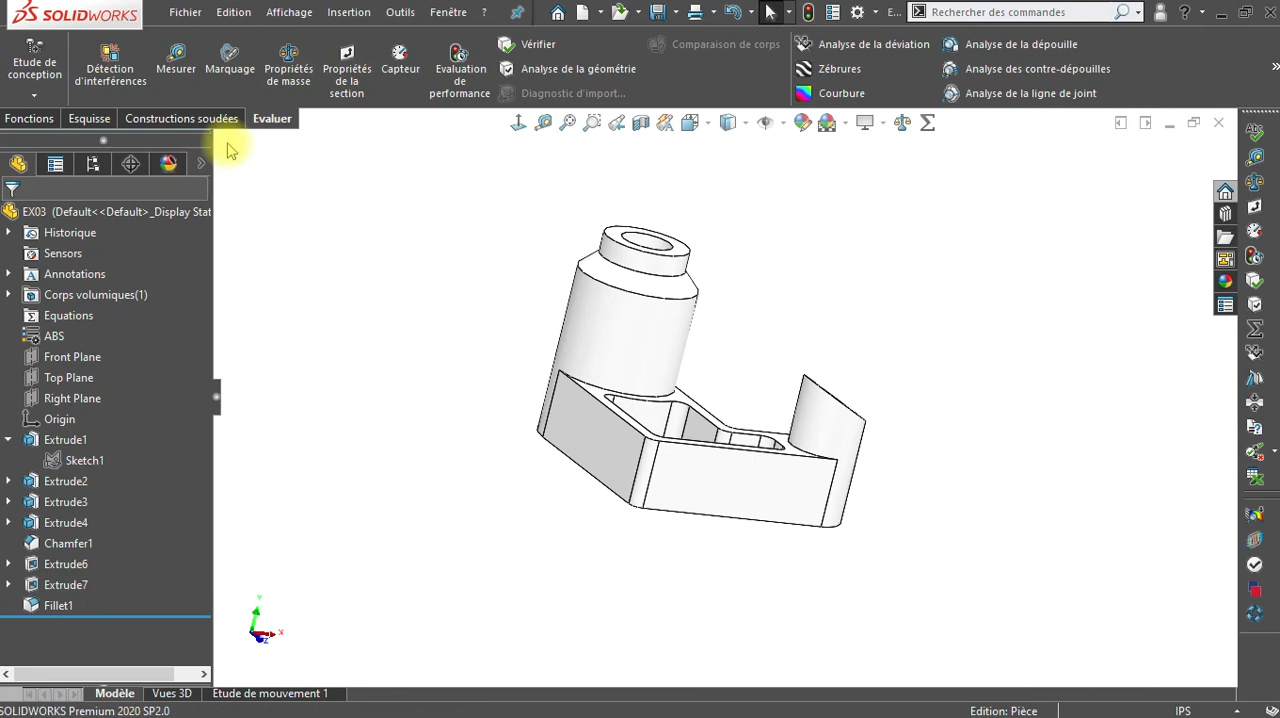 SOLIDWORKS
Fichier Edition Affichage Insertion Outils Fenêtre ? E... Rechercher des commandes ?
Etude de conception
Détection d'interférences
Mesurer
Marquage
Propriétés de masse
Propriétés de la section
Capteur
Evaluation de performance
Vérifier
Analyse de la géométrie
Diagnostic d'import...
Comparaison de corps
Analyse de la déviation
Zébrures
Courbure
Analyse de la dépouille
Analyse des contre-dépouilles
Analyse de la ligne de joint
Fonctions Esquisse Constructions soudées Evaluer
EX03 (Default<<Default>_Display Stat
Historique
Sensors
Annotations
Corps volumiques(1)
Equations
ABS
Front Plane
Top Plane
Right Plane
Origin
Extrude1
Sketch1
Extrude2
Extrude3
Extrude4
Chamfer1
Extrude6
Extrude7
Fillet1
Y
X
Z
Modèle Vues 3D Etude de mouvement 1
SOLIDWORKS Premium 2020 SP2.0 Edition: Pièce IPS